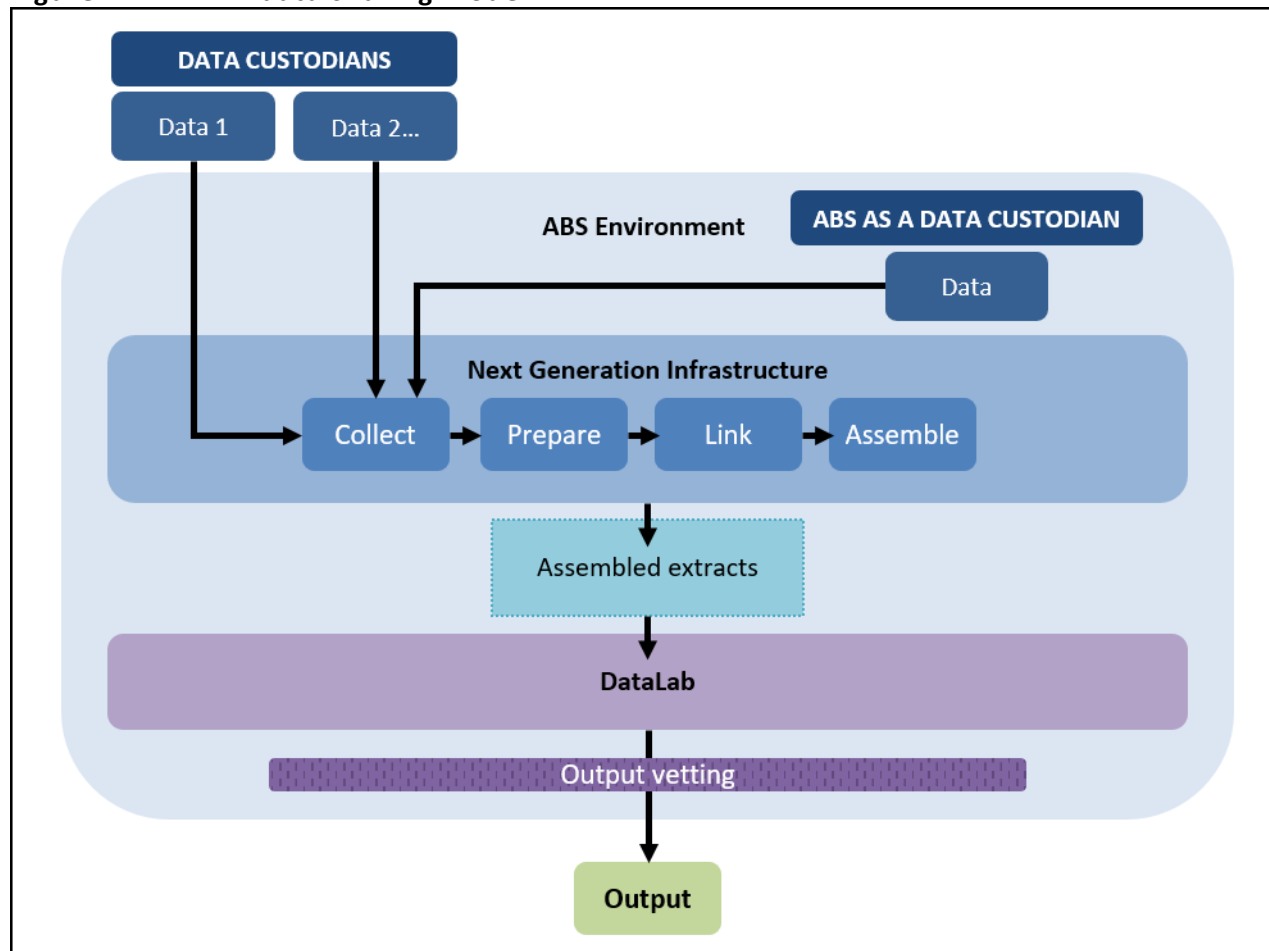 DATA CUSTODIANS
Data 1
Data 2...
ABS Environment
ABS AS A DATA CUSTODIAN
Data
Next Generation Infrastructure
Collect
Prepare
Link
Assemble
Assembled extracts
DataLab
Output vetting
Output